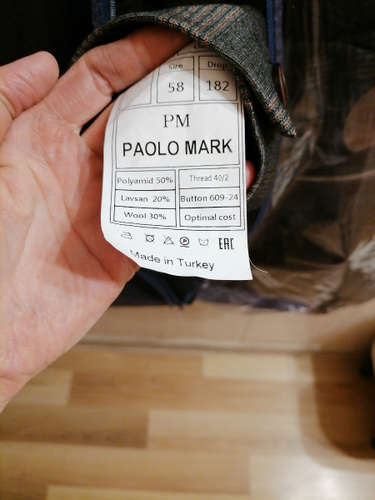 size Drop
58 182
PM
PAOLO MARK
Polyamid 50% Thread 40/2
Lavsan 20% Button 609-24
Wool 30% Optimal cost
EAC
Made in Turkey